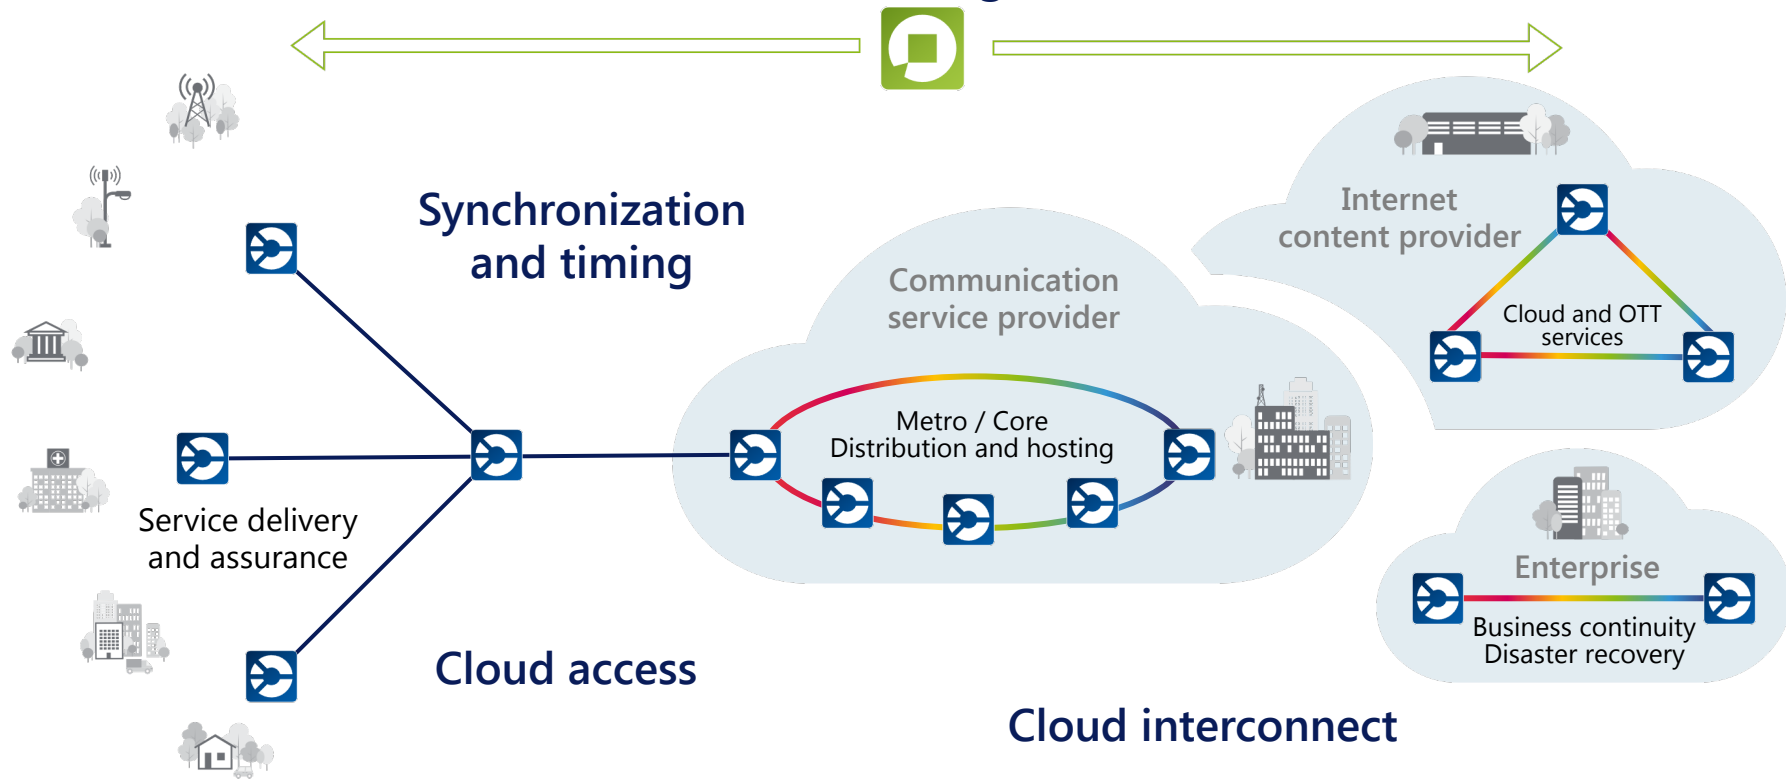 Synchronization
and timing
Communication
service provider
Internet
content provider
Cloud and OTT
services
Metro / Core
Distribution and hosting
Service delivery
and assurance
Enterprise
Business continuity
Disaster recovery
Cloud access
Cloud interconnect